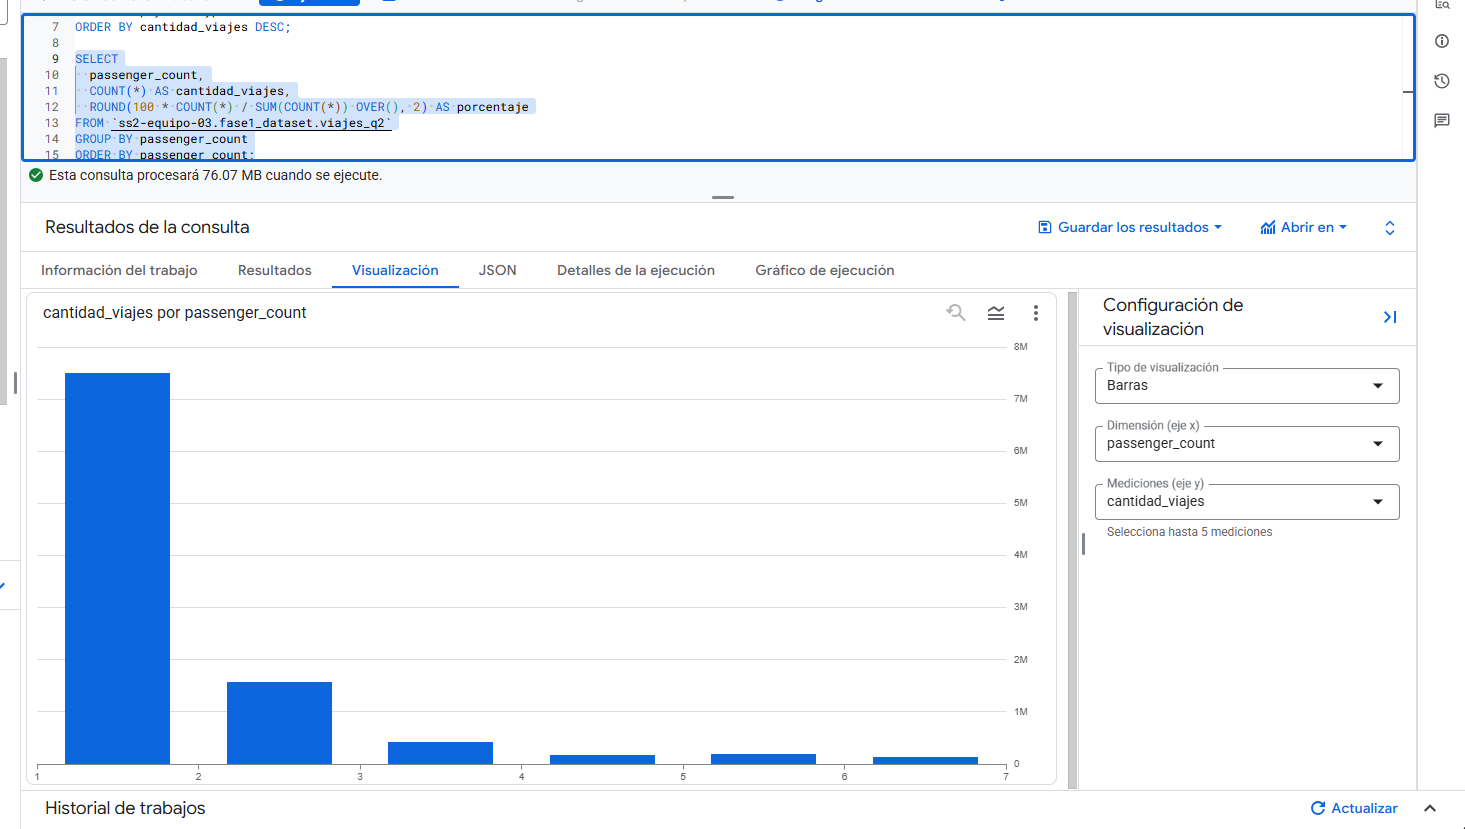 7 ORDER BY cantidad_viajes DESC;
8
9 SELECT
10 passenger_count,
11 COUNT(*) AS cantidad_viajes,
12 ROUND(100 * COUNT(*) / SUM(COUNT(*)) OVER(), 2) AS porcentaje
13 FROM `ss2-equipo-03.fase1_dataset.viajes_q2`
14 GROUP BY passenger_count
15 ORDER BY passenger_count;
Esta consulta procesará 76.07 MB cuando se ejecute.
Resultados de la consulta
Guardar los resultados
Abrir en
Información del trabajo
Resultados
Visualización
JSON
Detalles de la ejecución
Gráfico de ejecución
cantidad_viajes por passenger_count
8M
7M
6M
5M
4M
3M
2M
1M
0
1 2 3 4 5 6 7
Configuración de
visualización
Tipo de visualización
Barras
Dimensión (eje x)
passenger_count
Mediciones (eje y)
cantidad_viajes
Selecciona hasta 5 mediciones
Historial de trabajos
Actualizar